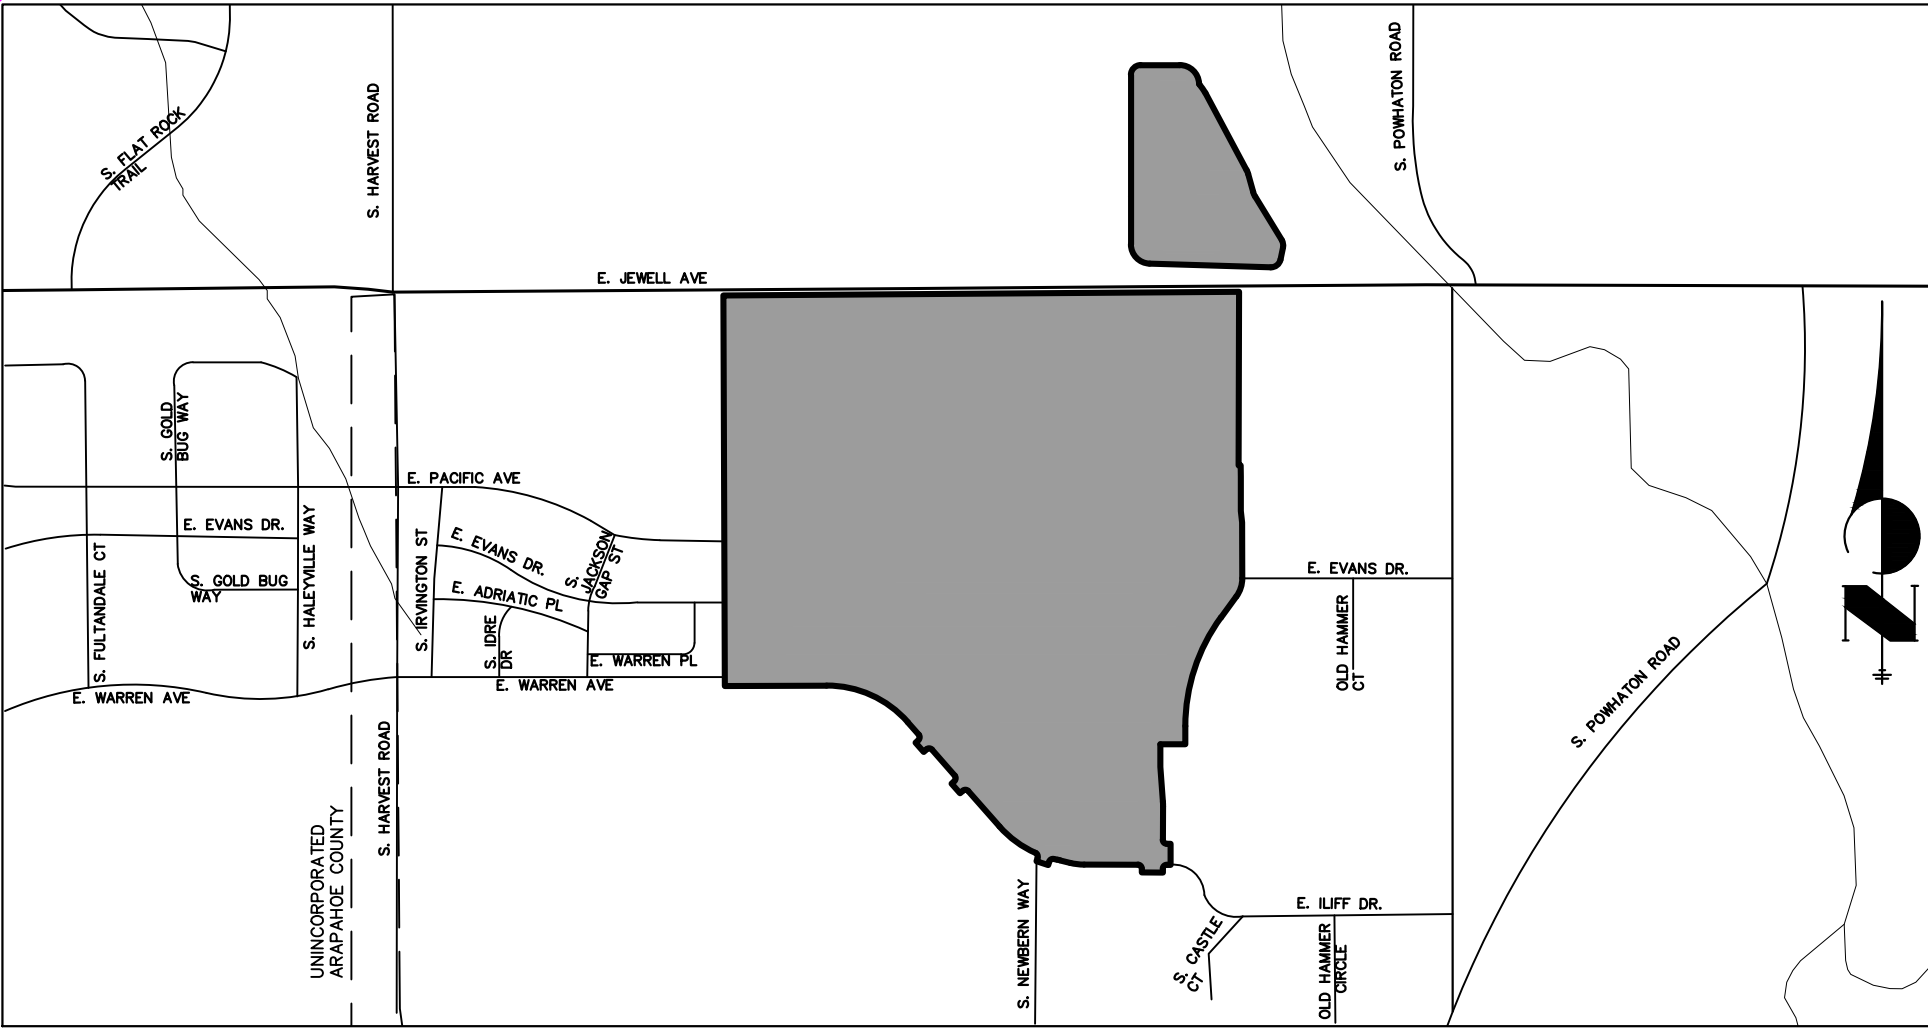 S. FLAT ROCK
TRAIL
S. HARVEST ROAD
S. POWHATON ROAD
E. JEWELL AVE
S. GOLD
BUG WAY
E. PACIFIC AVE
E. EVANS DR.
S. HALEYVILLE WAY
S. FULTANDALE CT
S. GOLD BUG
WAY
S. IRVINGTON ST
E. EVANS DR.
S.
JACKSON
GAP ST
E. ADRIATIC PL
S. IDRE
DR
E. WARREN PL
E. WARREN AVE
E. WARREN AVE
E. EVANS DR.
OLD HAMMER
CT
S. POWHATON ROAD
N
S. HARVEST ROAD
UNINCORPORATED
ARAPAHOE COUNTY
S. NEWBERN WAY
S. CASTLE
CT
E. ILIFF DR.
OLD HAMMER
CIRCLE